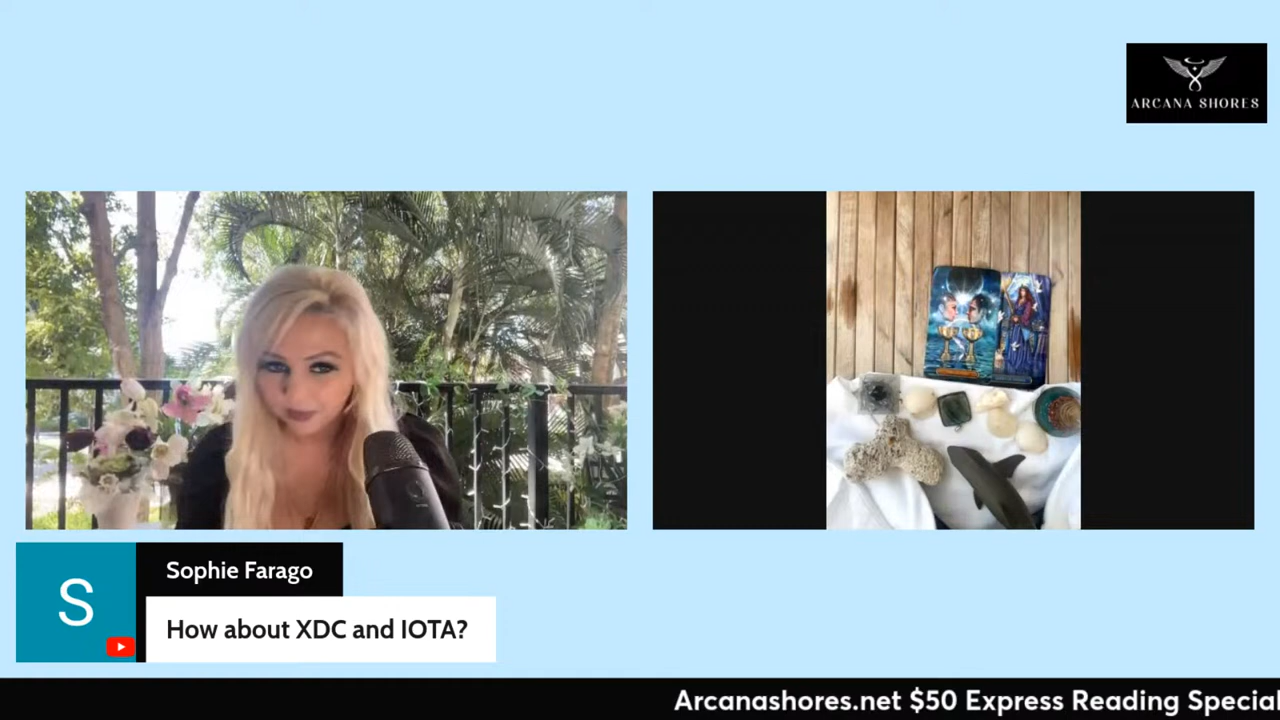 ARCANA SHORES
Sophie Farago
S
How about XDC and IOTA?
Arcanashores.net $50 Express Reading Special